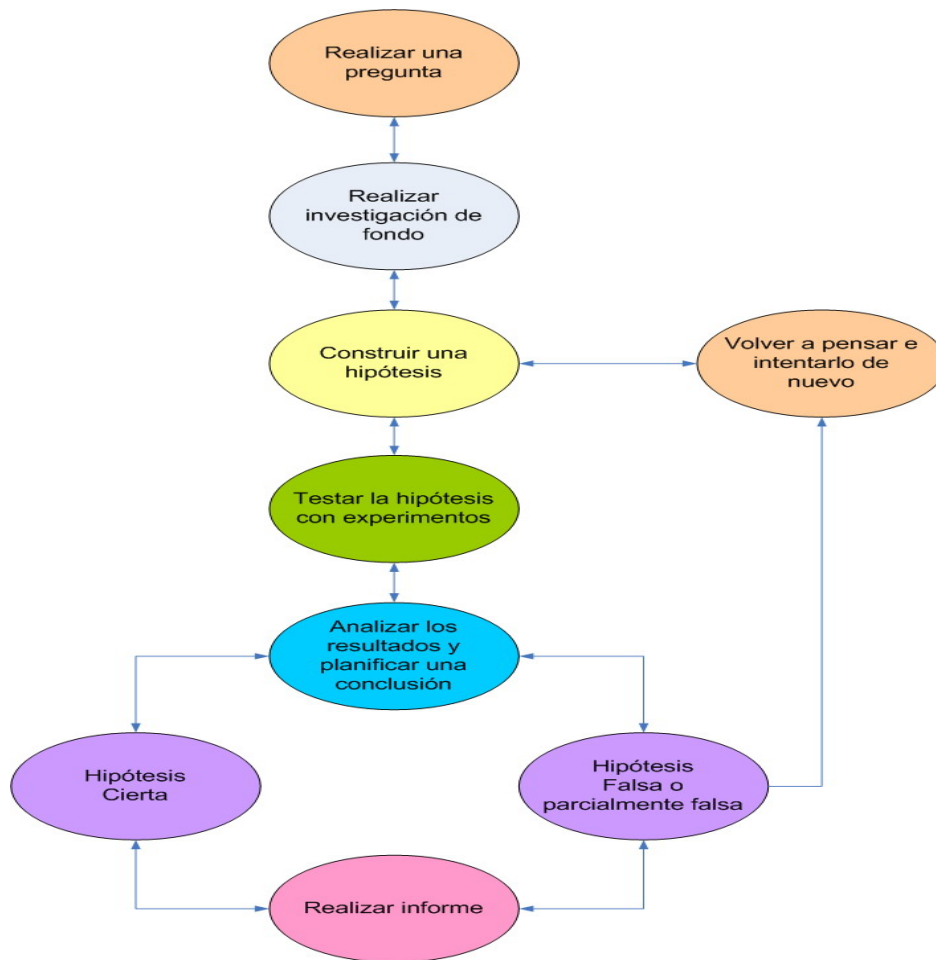 Realizar una
pregunta
Realizar
investigación de
fondo
Construir una
hipótesis
Volver a pensar e
intentarlo de
nuevo
Testar la hipótesis
con experimentos
Analizar los
resultados y
planificar una
conclusión
Hipótesis
Cierta
Hipótesis
Falsa o
parcialmente falsa
Realizar informe